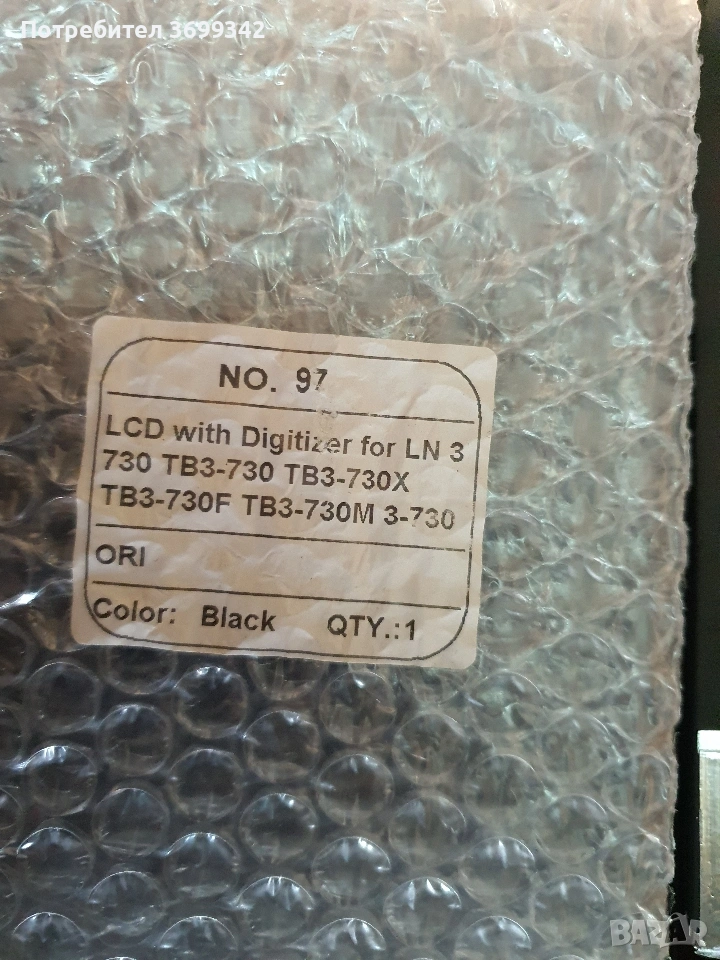 Потребител 3699342
NO. 97
LCD with Digitizer for LN 3
730 TB3-730 TB3-730X
TB3-730F TB3-730M 3-730
ORI
Color: Black QTY.:1
BAZAR